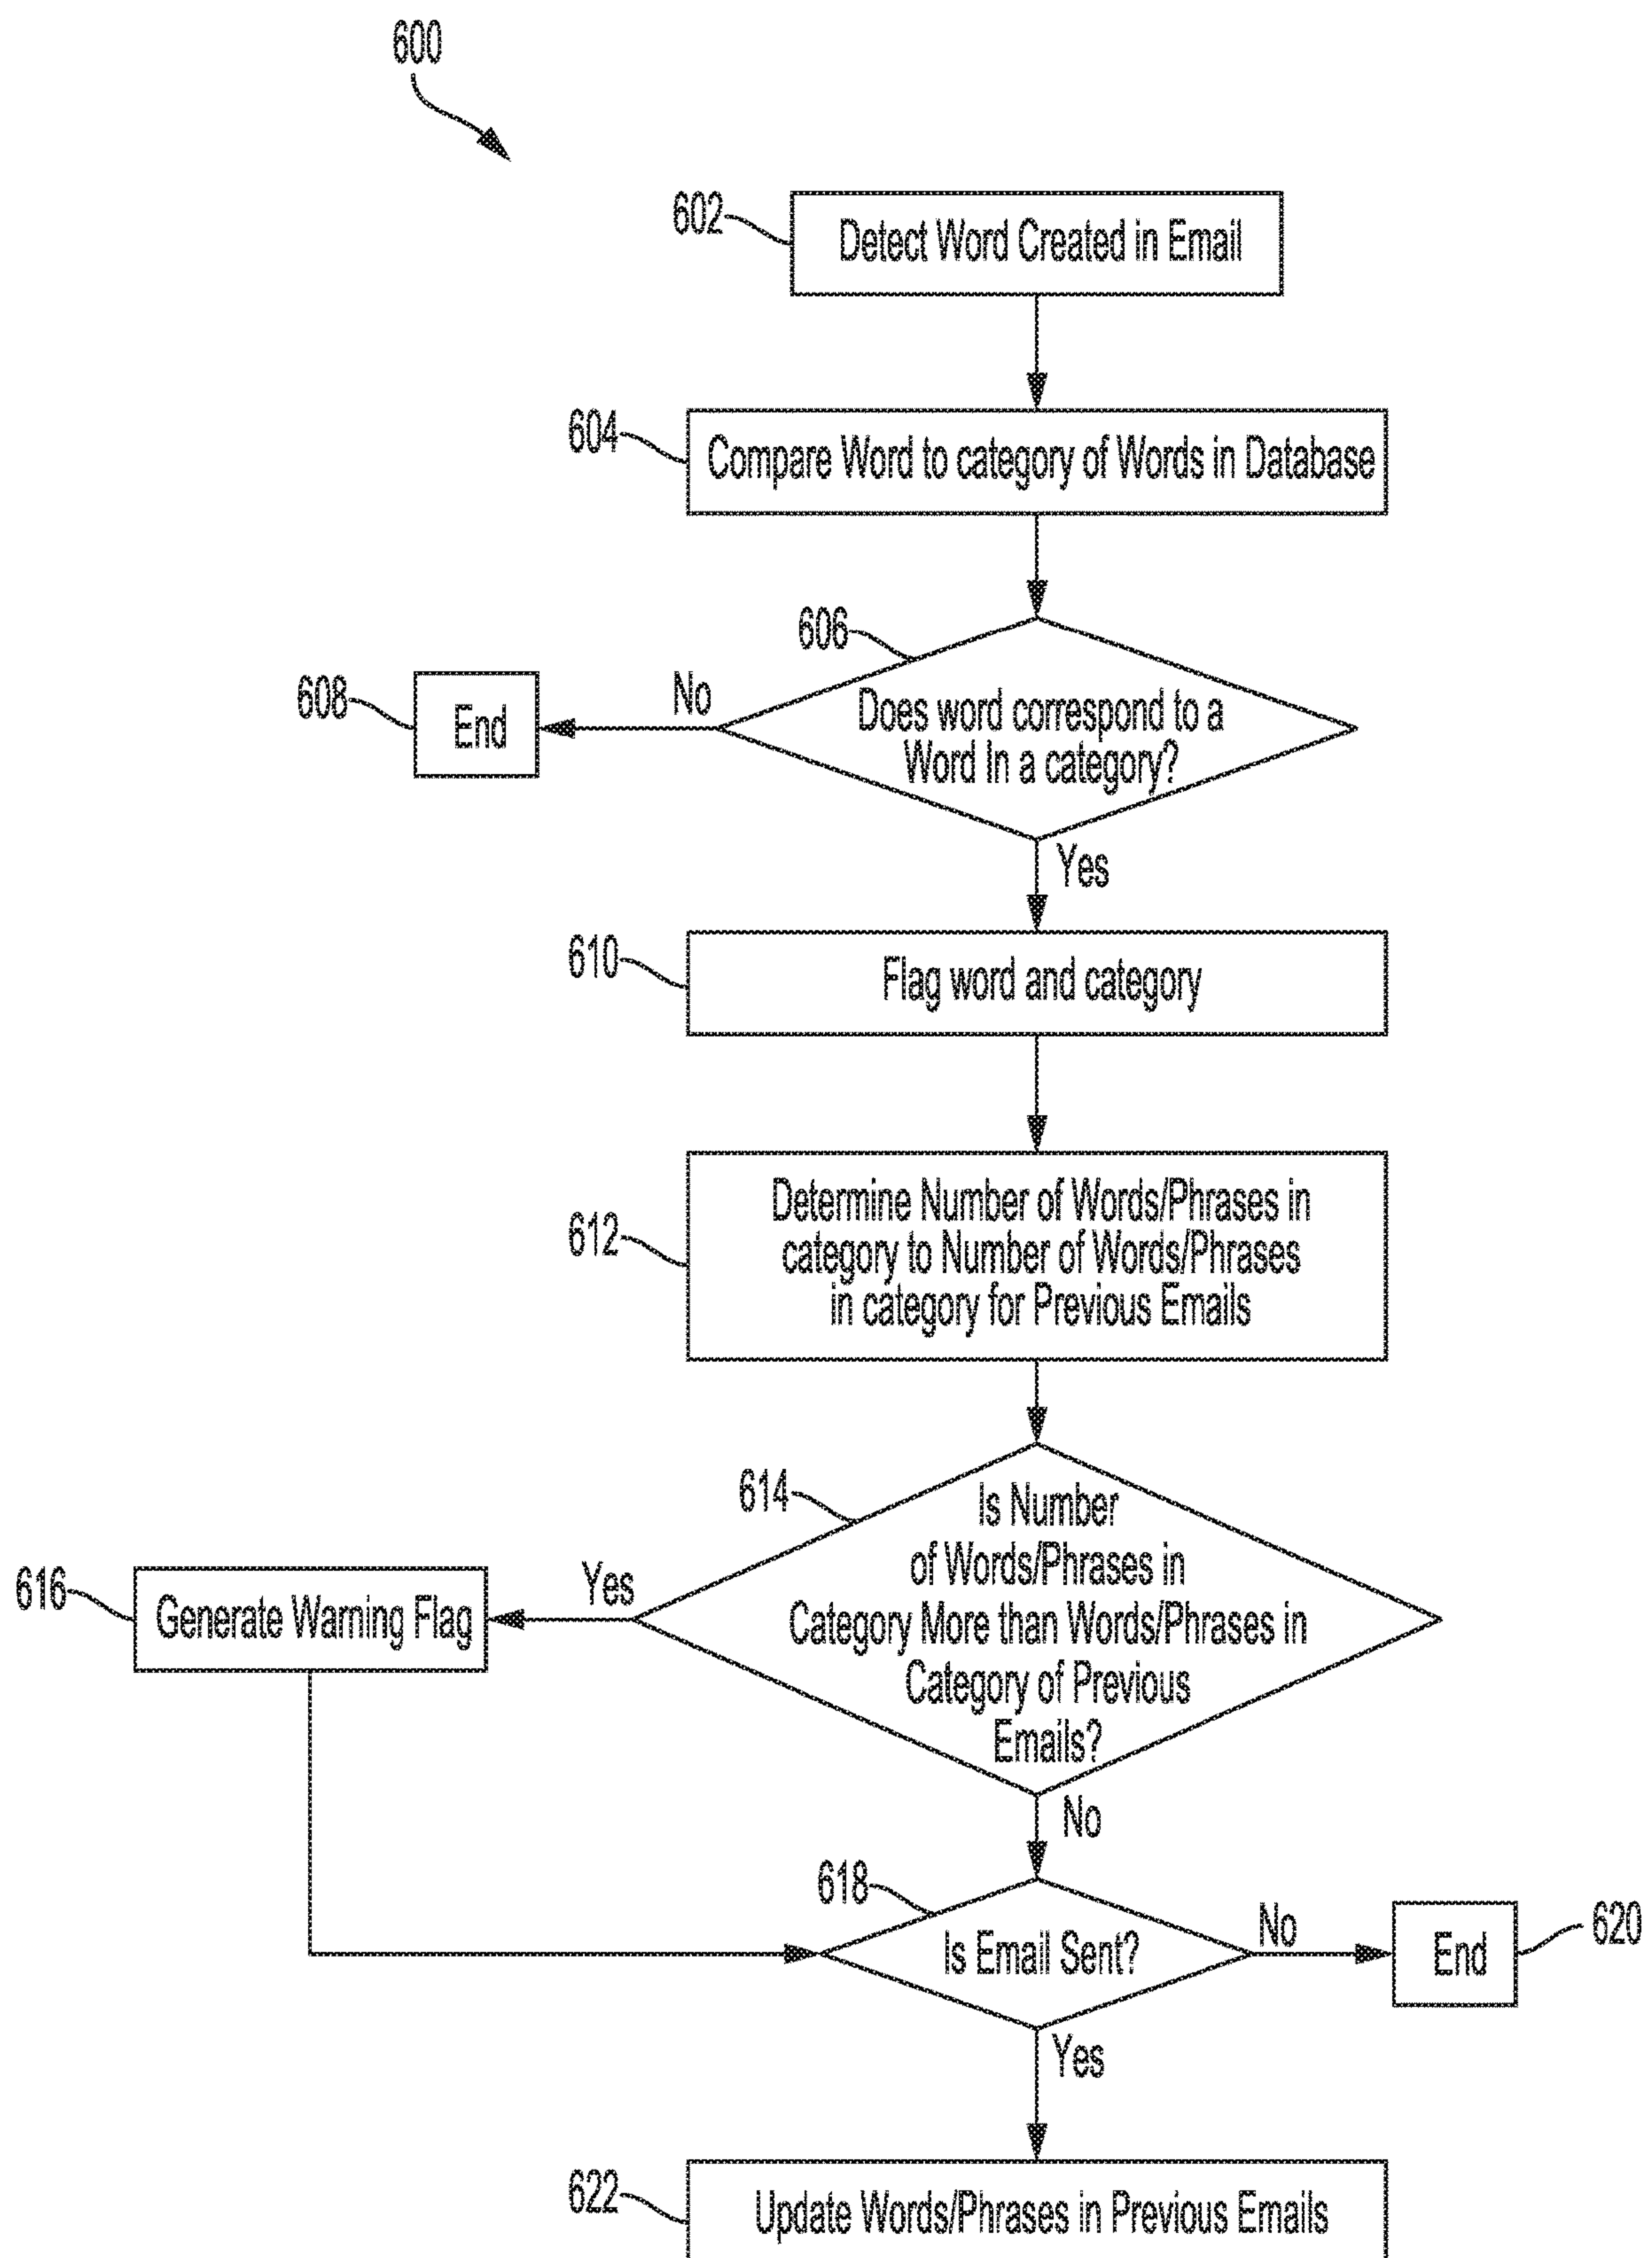 600
602
Detect Word Created in Email
604
Compare Word to category of Words in Database
606
Does word correspond to a
Word In a category?
No
608
End
Yes
610
Flag word and category
612
Determine Number of Words/Phrases in
category to Number of Words/Phrases
in category for Previous Emails
614
Is Number
of Words/Phrases in
Category More than Words/Phrases in
Category of Previous
Emails?
Yes
616
Generate Warning Flag
No
618
Is Email Sent?
No
620
End
Yes
622
Update Words/Phrases in Previous Emails